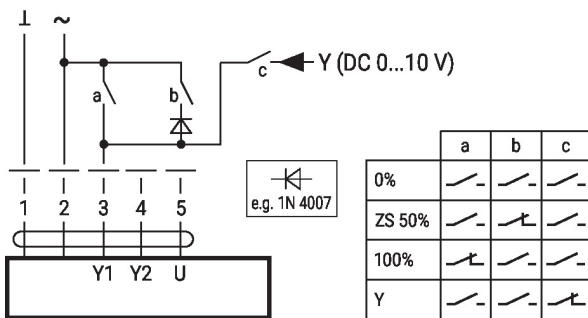 ⊥ ~
a b c Y (DC 0...10 V)
1 2 3 4 5
Y1 Y2 U
e.g. 1N 4007
a b c
0%
ZS 50%
100%
Y